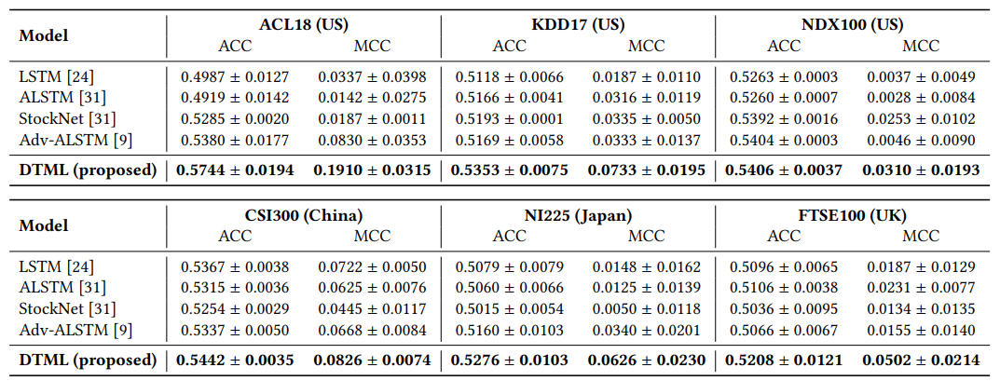 Model ACL18 (US) KDD17 (US) NDX100 (US)
ACC MCC ACC MCC ACC MCC
LSTM [24] 0.4987 ± 0.0127 0.0337 ± 0.0398 0.5118 ± 0.0066 0.0187 ± 0.0110 0.5263 ± 0.0003 0.0037 ± 0.0049
ALSTM [31] 0.4919 ± 0.0142 0.0142 ± 0.0275 0.5166 ± 0.0041 0.0316 ± 0.0119 0.5260 ± 0.0007 0.0028 ± 0.0084
StockNet [31] 0.5285 ± 0.0020 0.0187 ± 0.0011 0.5193 ± 0.0001 0.0335 ± 0.0050 0.5392 ± 0.0016 0.0253 ± 0.0102
Adv-ALSTM [9] 0.5380 ± 0.0177 0.0830 ± 0.0353 0.5169 ± 0.0058 0.0333 ± 0.0137 0.5404 ± 0.0003 0.0046 ± 0.0090
DTML (proposed) 0.5744 ± 0.0194 0.1910 ± 0.0315 0.5353 ± 0.0075 0.0733 ± 0.0195 0.5406 ± 0.0037 0.0310 ± 0.0193
Model CSI300 (China) NI225 (Japan) FTSE100 (UK)
ACC MCC ACC MCC ACC MCC
LSTM [24] 0.5367 ± 0.0038 0.0722 ± 0.0050 0.5079 ± 0.0079 0.0148 ± 0.0162 0.5096 ± 0.0065 0.0187 ± 0.0129
ALSTM [31] 0.5315 ± 0.0036 0.0625 ± 0.0076 0.5060 ± 0.0066 0.0125 ± 0.0139 0.5106 ± 0.0038 0.0231 ± 0.0077
StockNet [31] 0.5254 ± 0.0029 0.0445 ± 0.0117 0.5015 ± 0.0054 0.0050 ± 0.0118 0.5036 ± 0.0095 0.0134 ± 0.0135
Adv-ALSTM [9] 0.5337 ± 0.0050 0.0668 ± 0.0084 0.5160 ± 0.0103 0.0340 ± 0.0201 0.5066 ± 0.0067 0.0155 ± 0.0140
DTML (proposed) 0.5442 ± 0.0035 0.0826 ± 0.0074 0.5276 ± 0.0103 0.0626 ± 0.0230 0.5208 ± 0.0121 0.0502 ± 0.0214